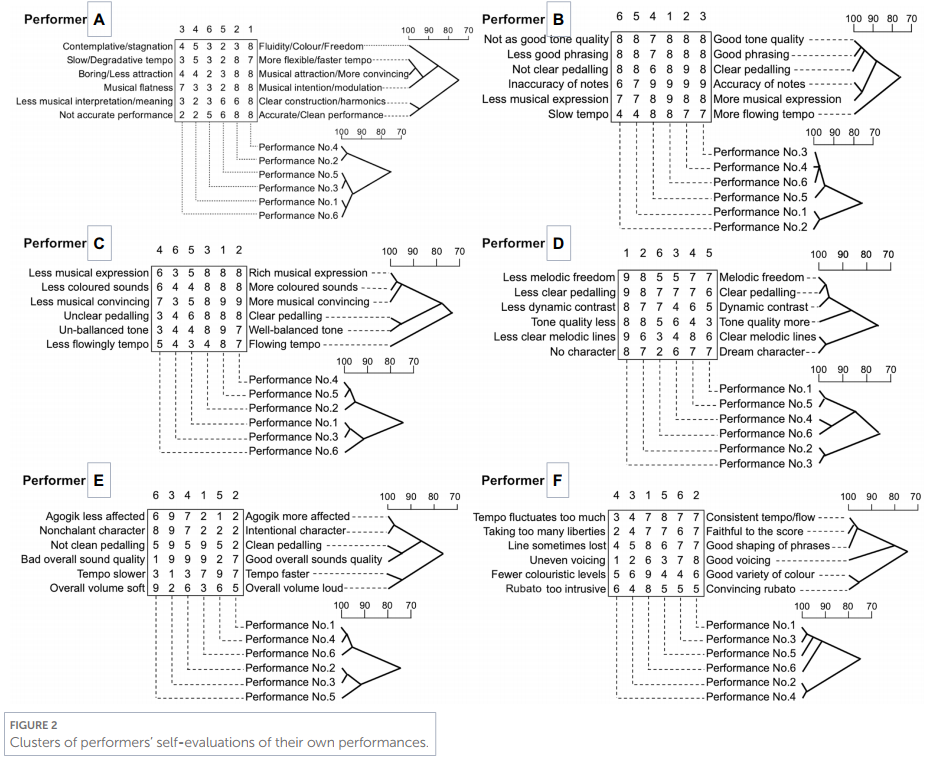 Performer A
3 4 6 5 2 1
100 90 80 70
Contemplative/stagnation 4 5 3 2 3 8 Fluidity/Colour/Freedom
Slow/Degradative tempo 3 5 3 2 8 7 More flexible/faster tempo
Boring/Less attraction 4 4 2 3 8 8 Musical attraction/More convincing
Musical flatness 7 3 3 2 8 8 Musical intention/modulation
Less musical interpretation/meaning 3 2 3 6 6 8 Clear construction/harmonics
Not accurate performance 2 2 5 6 8 8 Accurate/Clean performance
100 90 80 70
Performance No.4
Performance No.2
Performance No.5
Performance No.3
Performance No.1
Performance No.6
Performer B
6 5 4 1 2 3
100 90 80 70
Not as good tone quality 8 8 7 8 8 8 Good tone quality
Less good phrasing 8 8 8 8 8 8 Good phrasing
Not clear pedalling 8 8 6 8 9 8 Clear pedalling
Inaccuracy of notes 6 7 9 9 9 9 Accuracy of notes
Less musical expression 7 7 8 9 8 8 More musical expression
Slow tempo 4 4 8 8 7 7 More flowing tempo
100 90 80 70
Performance No.3
Performance No.4
Performance No.6
Performance No.5
Performance No.1
Performance No.2
Performer C
4 6 5 3 1 2
100 90 80 70
Less musical expression 6 3 5 8 8 8 Rich musical expression
Less coloured sounds 6 4 4 8 8 8 More coloured sounds
Less musical convincing 7 3 5 8 9 9 More musical convincing
Unclear pedalling 3 4 6 8 8 8 Clear pedalling
Un-ballanced tone 3 4 4 8 9 7 Well-balanced tone
Less flowingly tempo 5 4 3 4 8 7 Flowing tempo
100 90 80 70
Performance No.4
Performance No.5
Performance No.2
Performance No.1
Performance No.3
Performance No.6
Performer D
1 2 6 3 4 5
100 90 80 70
Less melodic freedom 9 8 5 5 7 7 Melodic freedom
Less clear pedalling 9 8 7 7 7 6 Clear pedalling
Less dynamic contrast 8 7 7 4 6 5 Dynamic contrast
Tone quality less 8 8 5 6 4 3 Tone quality more
Less clear melodic lines 9 6 3 4 8 6 Clear melodic lines
No character 8 7 2 6 7 7 Dream character
100 90 80 70
Performance No.1
Performance No.5
Performance No.4
Performance No.6
Performance No.2
Performance No.3
Performer E
6 3 4 1 5 2
100 90 80 70
Agogik less affected 6 9 7 2 1 2 Agogik more affected
Nonchalant character 8 9 7 2 2 2 Intentional character
Not clean pedalling 5 9 5 9 5 2 Clean pedalling
Bad overall sound quality 1 9 9 9 2 7 Good overall sounds quality
Tempo slower 3 1 3 7 9 7 Tempo faster
Overall volume soft 9 2 6 3 6 5 Overall volume loud
100 90 80 70
Performance No.1
Performance No.4
Performance No.6
Performance No.2
Performance No.3
Performance No.5
Performer F
4 3 1 5 6 2
100 90 80 70
Tempo fluctuates too much 3 4 7 8 7 7 Consistent tempo/flow
Taking too many liberties 2 4 7 7 6 7 Faithful to the score
Line sometimes lost 4 5 8 6 7 7 Good shaping of phrases
Uneven voicing 1 2 6 3 7 8 Good voicing
Fewer colouristic levels 5 6 9 4 4 6 Good variety of colour
Rubato too intrusive 6 4 8 5 5 5 Convincing rubato
100 90 80 70
Performance No.1
Performance No.3
Performance No.5
Performance No.6
Performance No.2
Performance No.4
FIGURE 2
Clusters of performers' self-evaluations of their own performances.